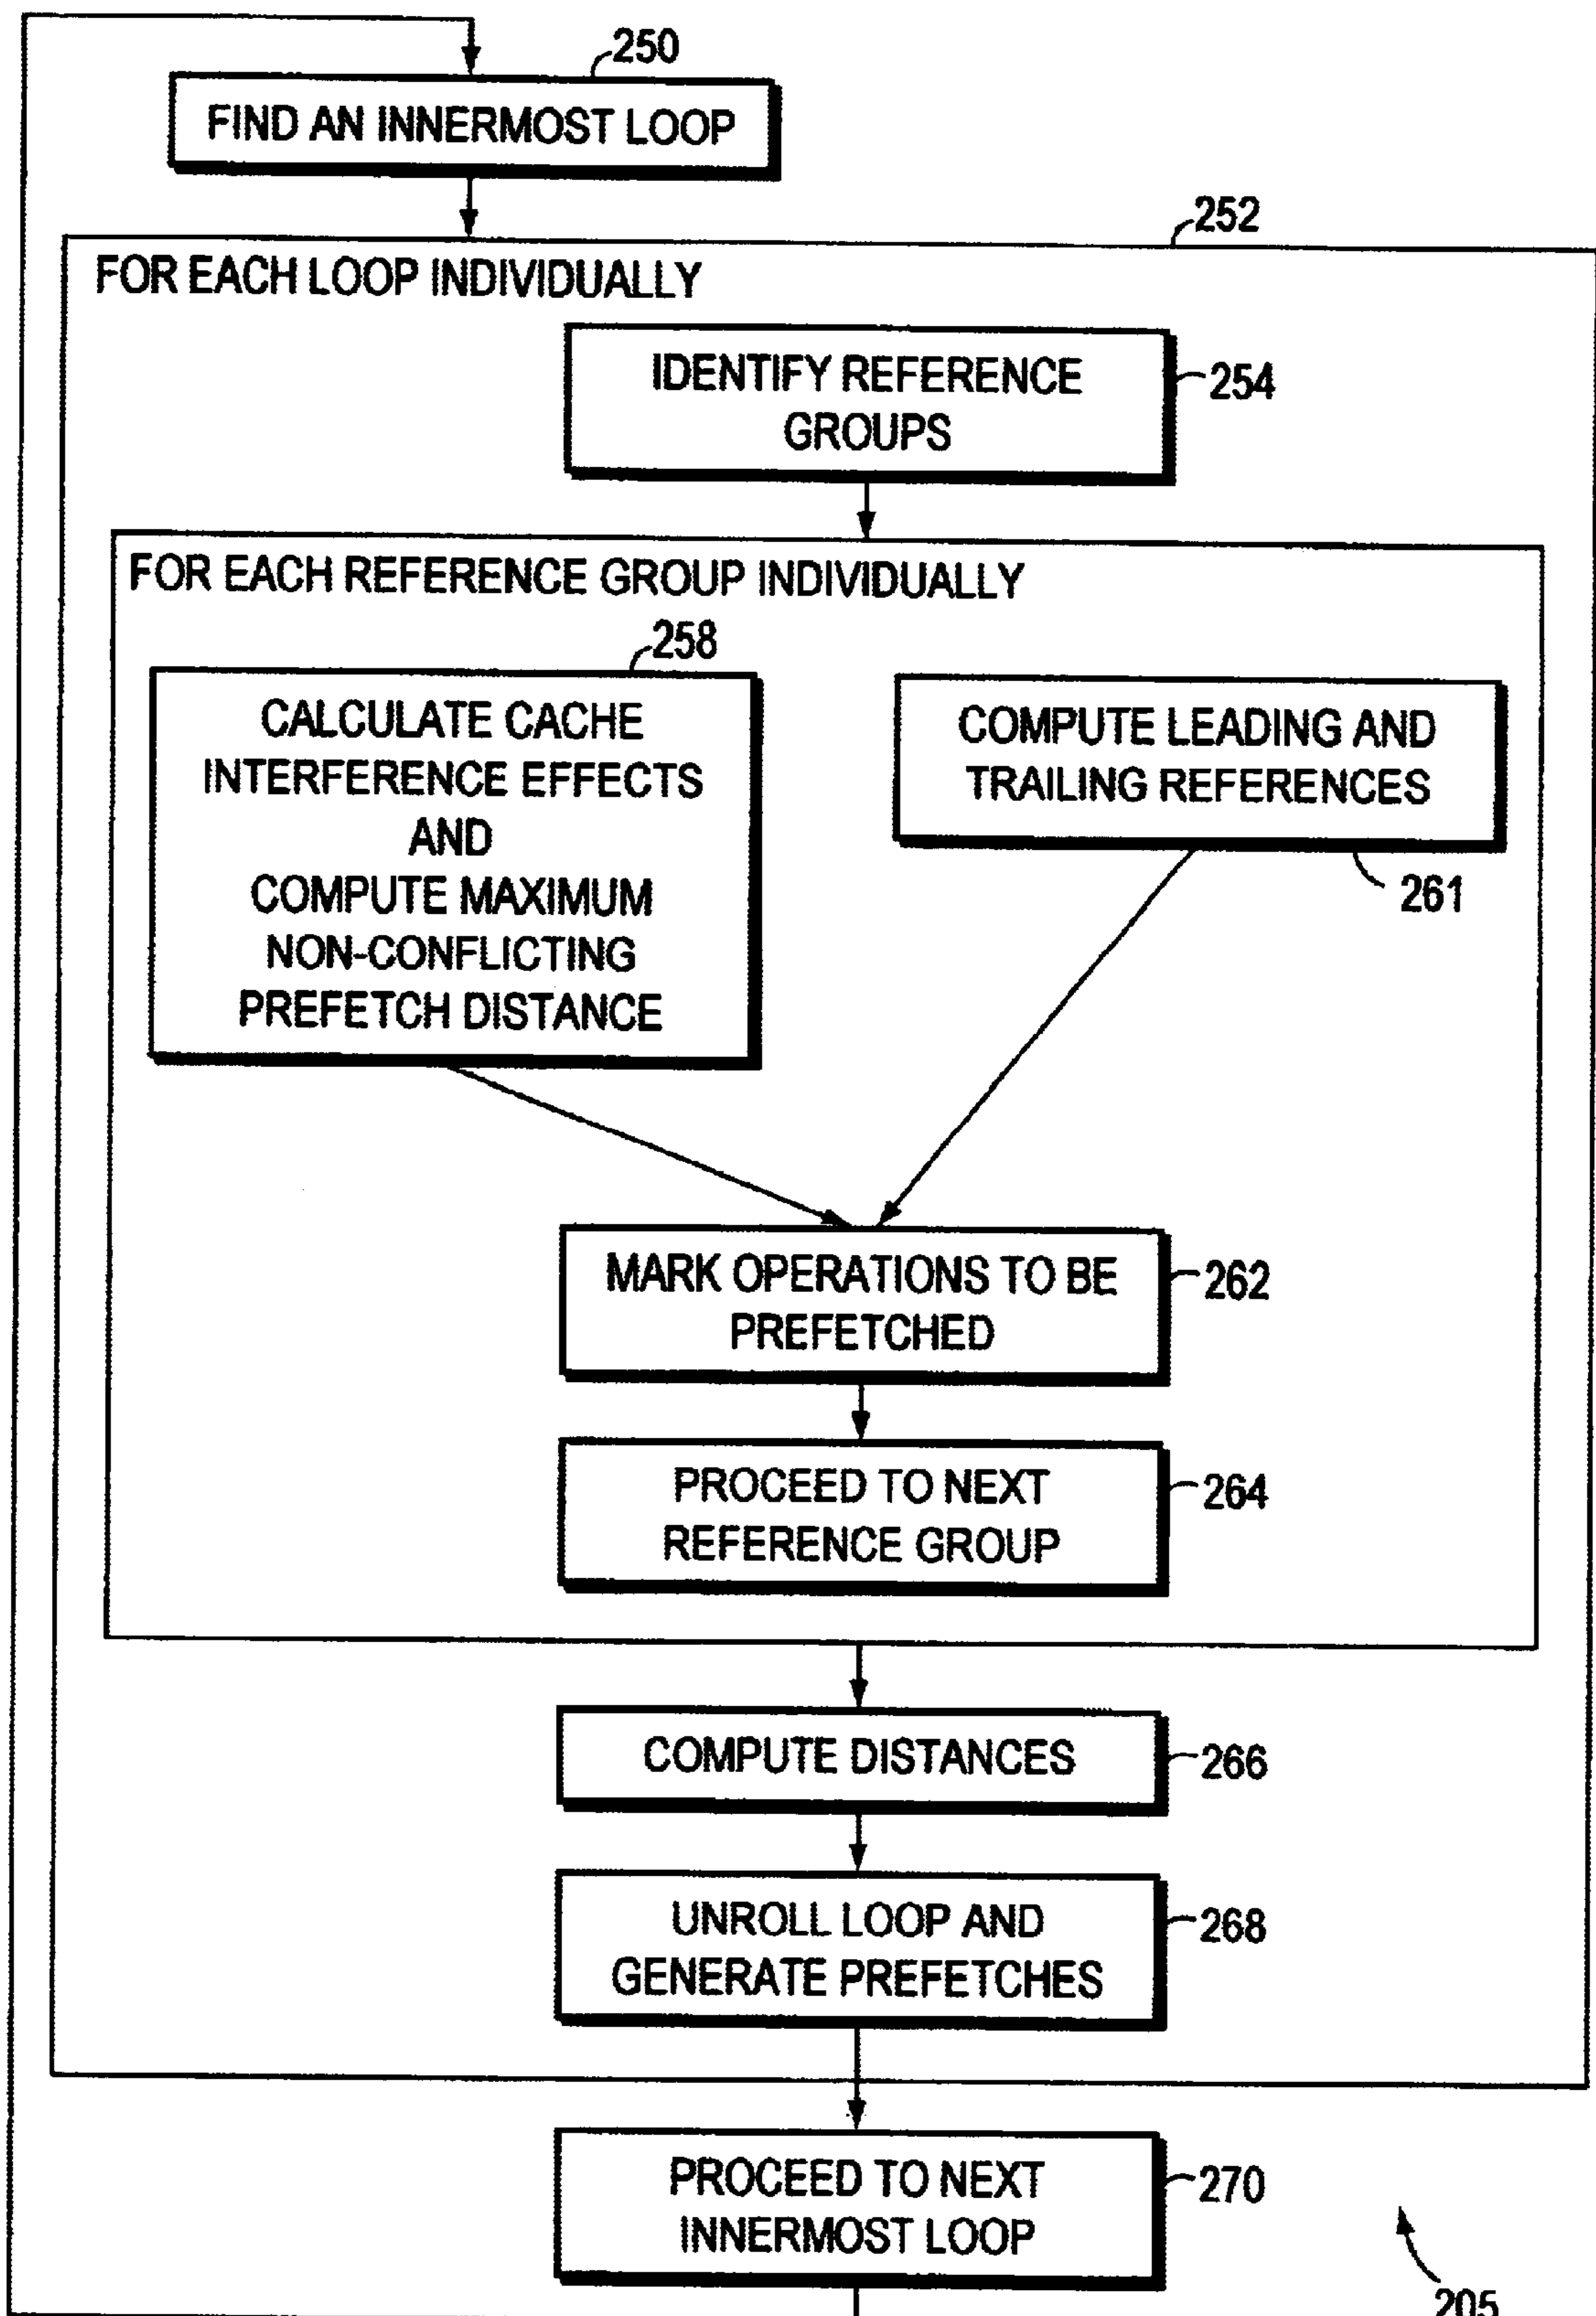 250
FIND AN INNERMOST LOOP
252
FOR EACH LOOP INDIVIDUALLY
IDENTIFY REFERENCE
GROUPS
254
FOR EACH REFERENCE GROUP INDIVIDUALLY
258
CALCULATE CACHE
INTERFERENCE EFFECTS
AND
COMPUTE MAXIMUM
NON-CONFLICTING
PREFETCH DISTANCE
COMPUTE LEADING AND
TRAILING REFERENCES
261
MARK OPERATIONS TO BE
PREFETCHED
262
PROCEED TO NEXT
REFERENCE GROUP
264
COMPUTE DISTANCES
266
UNROLL LOOP AND
GENERATE PREFETCHES
268
PROCEED TO NEXT
INNERMOST LOOP
270
205